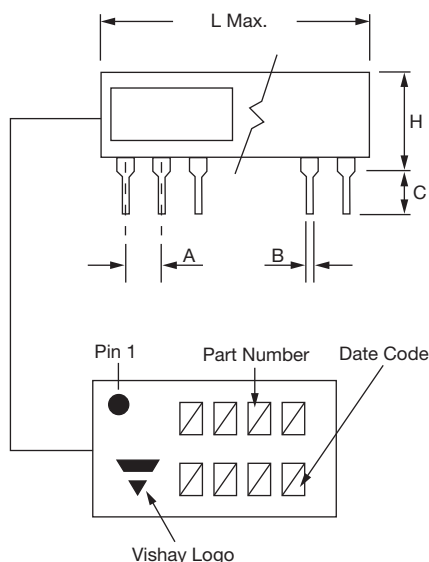 L Max.
H
C
A
B
Pin 1
Part Number
Date Code
Vishay Logo